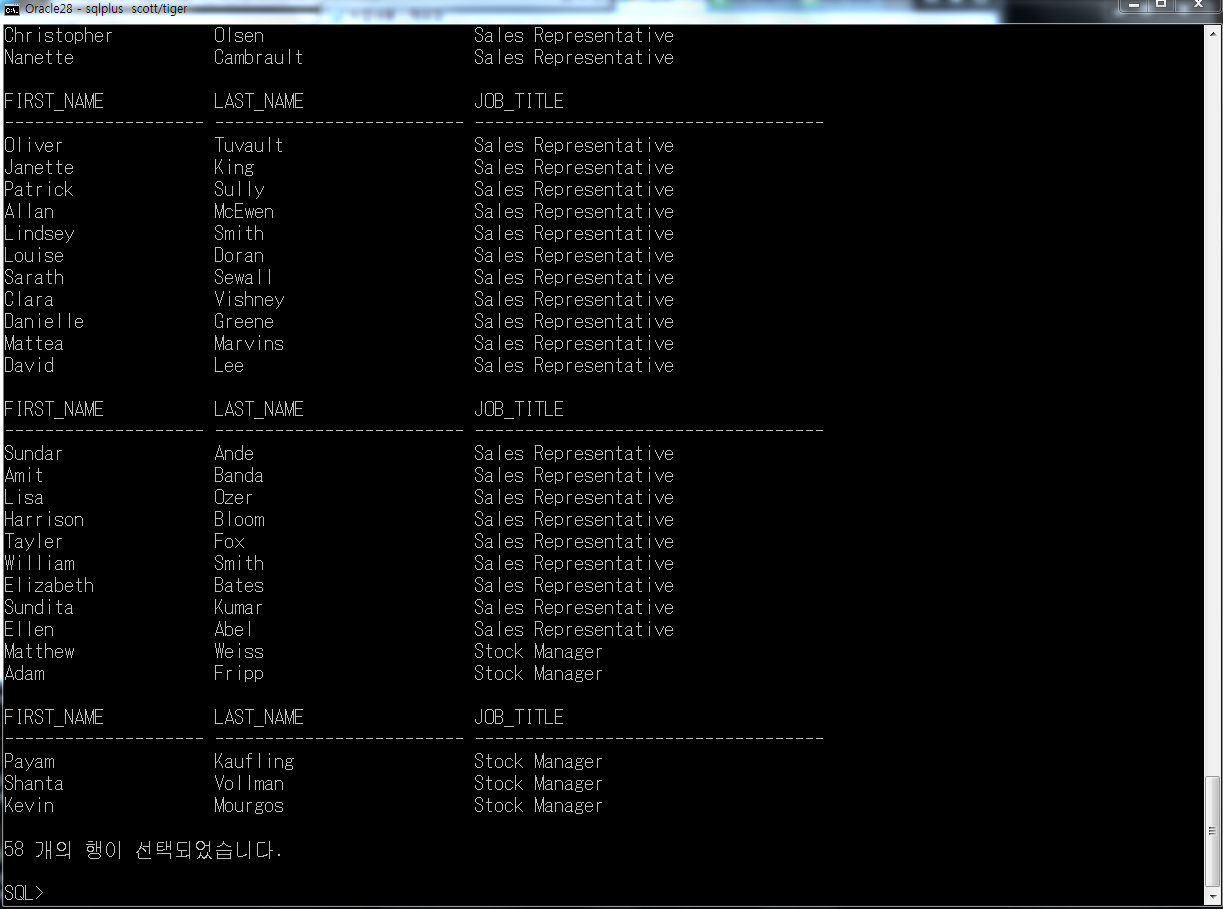 Oracle28 - sqlplus scott/tiger
Christopher Olsen Sales Representative
Nanette Cambrault Sales Representative
FIRST_NAME LAST_NAME JOB_TITLE
-------------------- ------------------------- -----------------------------------
Oliver Tuvault Sales Representative
Janette King Sales Representative
Patrick Sully Sales Representative
Allan McEwen Sales Representative
Lindsey Smith Sales Representative
Louise Doran Sales Representative
Sarath Sewall Sales Representative
Clara Vishney Sales Representative
Danielle Greene Sales Representative
Mattea Marvins Sales Representative
David Lee Sales Representative
FIRST_NAME LAST_NAME JOB_TITLE
-------------------- ------------------------- -----------------------------------
Sundar Ande Sales Representative
Amit Banda Sales Representative
Lisa Ozer Sales Representative
Harrison Bloom Sales Representative
Tayler Fox Sales Representative
William Smith Sales Representative
Elizabeth Bates Sales Representative
Sundita Kumar Sales Representative
Ellen Abel Sales Representative
Matthew Weiss Stock Manager
Adam Fripp Stock Manager
FIRST_NAME LAST_NAME JOB_TITLE
-------------------- ------------------------- -----------------------------------
Payam Kaufling Stock Manager
Shanta Vollman Stock Manager
Kevin Mourgos Stock Manager
58 개의 행이 선택되었습니다.
SQL>